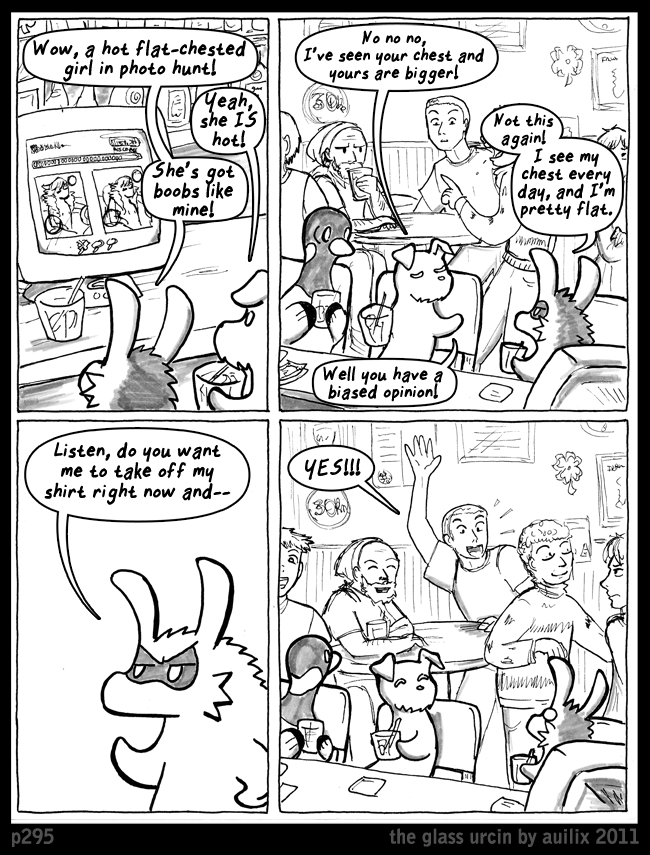 Wow, a hot flat-chested
girl in photo hunt!
Yeah,
she IS
hot!
She's got
boobs like
mine!
No no no,
I've seen your chest and
yours are bigger!
Not this
again!
I see my
chest every
day, and I'm
pretty flat.
Well you have a
biased opinion!
Listen, do you want
me to take off my
shirt right now and--
YES!!!
p295
the glass urcin by auilix 2011